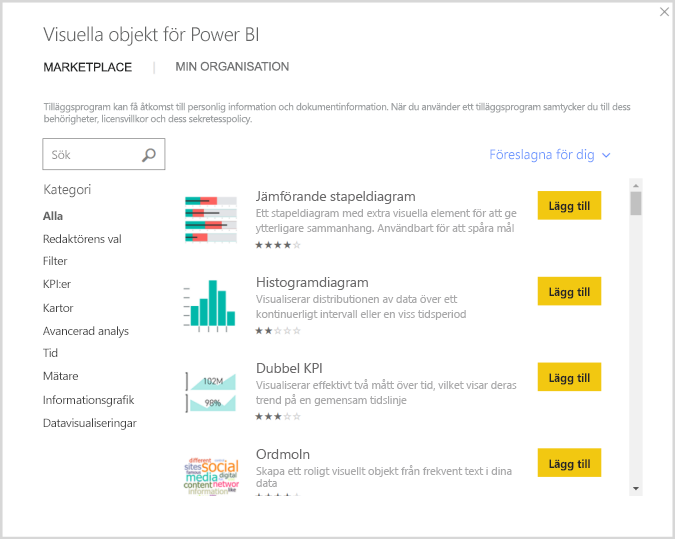 Visuella objekt för Power BI
MARKETPLACE | MIN ORGANISATION
Tilläggsprogram kan få åtkomst till personlig information och dokumentinformation. När du använder ett tilläggsprogram samtycker du till dess
behörigheter, licensvillkor och dess sekretesspolicy.
Sök
Föreslagna för dig
Kategori
Alla
Redaktörens val
Filter
KPI:er
Kartor
Avancerad analys
Tid
Mätare
Informationsgrafik
Datavisualiseringar
Jämförande stapeldiagram
Ett stapeldiagram med extra visuella element för att ge
ytterligare sammanhang. Användbart för att spåra mål
Lägg till
Histogramdiagram
Visualiserar distributionen av data över ett
kontinuerligt intervall eller en viss tidsperiod
Lägg till
102M
98%
Dubbel KPI
Visualiserar effektivt två mått över tid, vilket visar deras
trend på en gemensam tidslinje
Lägg till
different
sites social
media digital
content network
information
Ordmoln
Skapa ett roligt visuellt objekt från frekvent text i dina
data
Lägg till